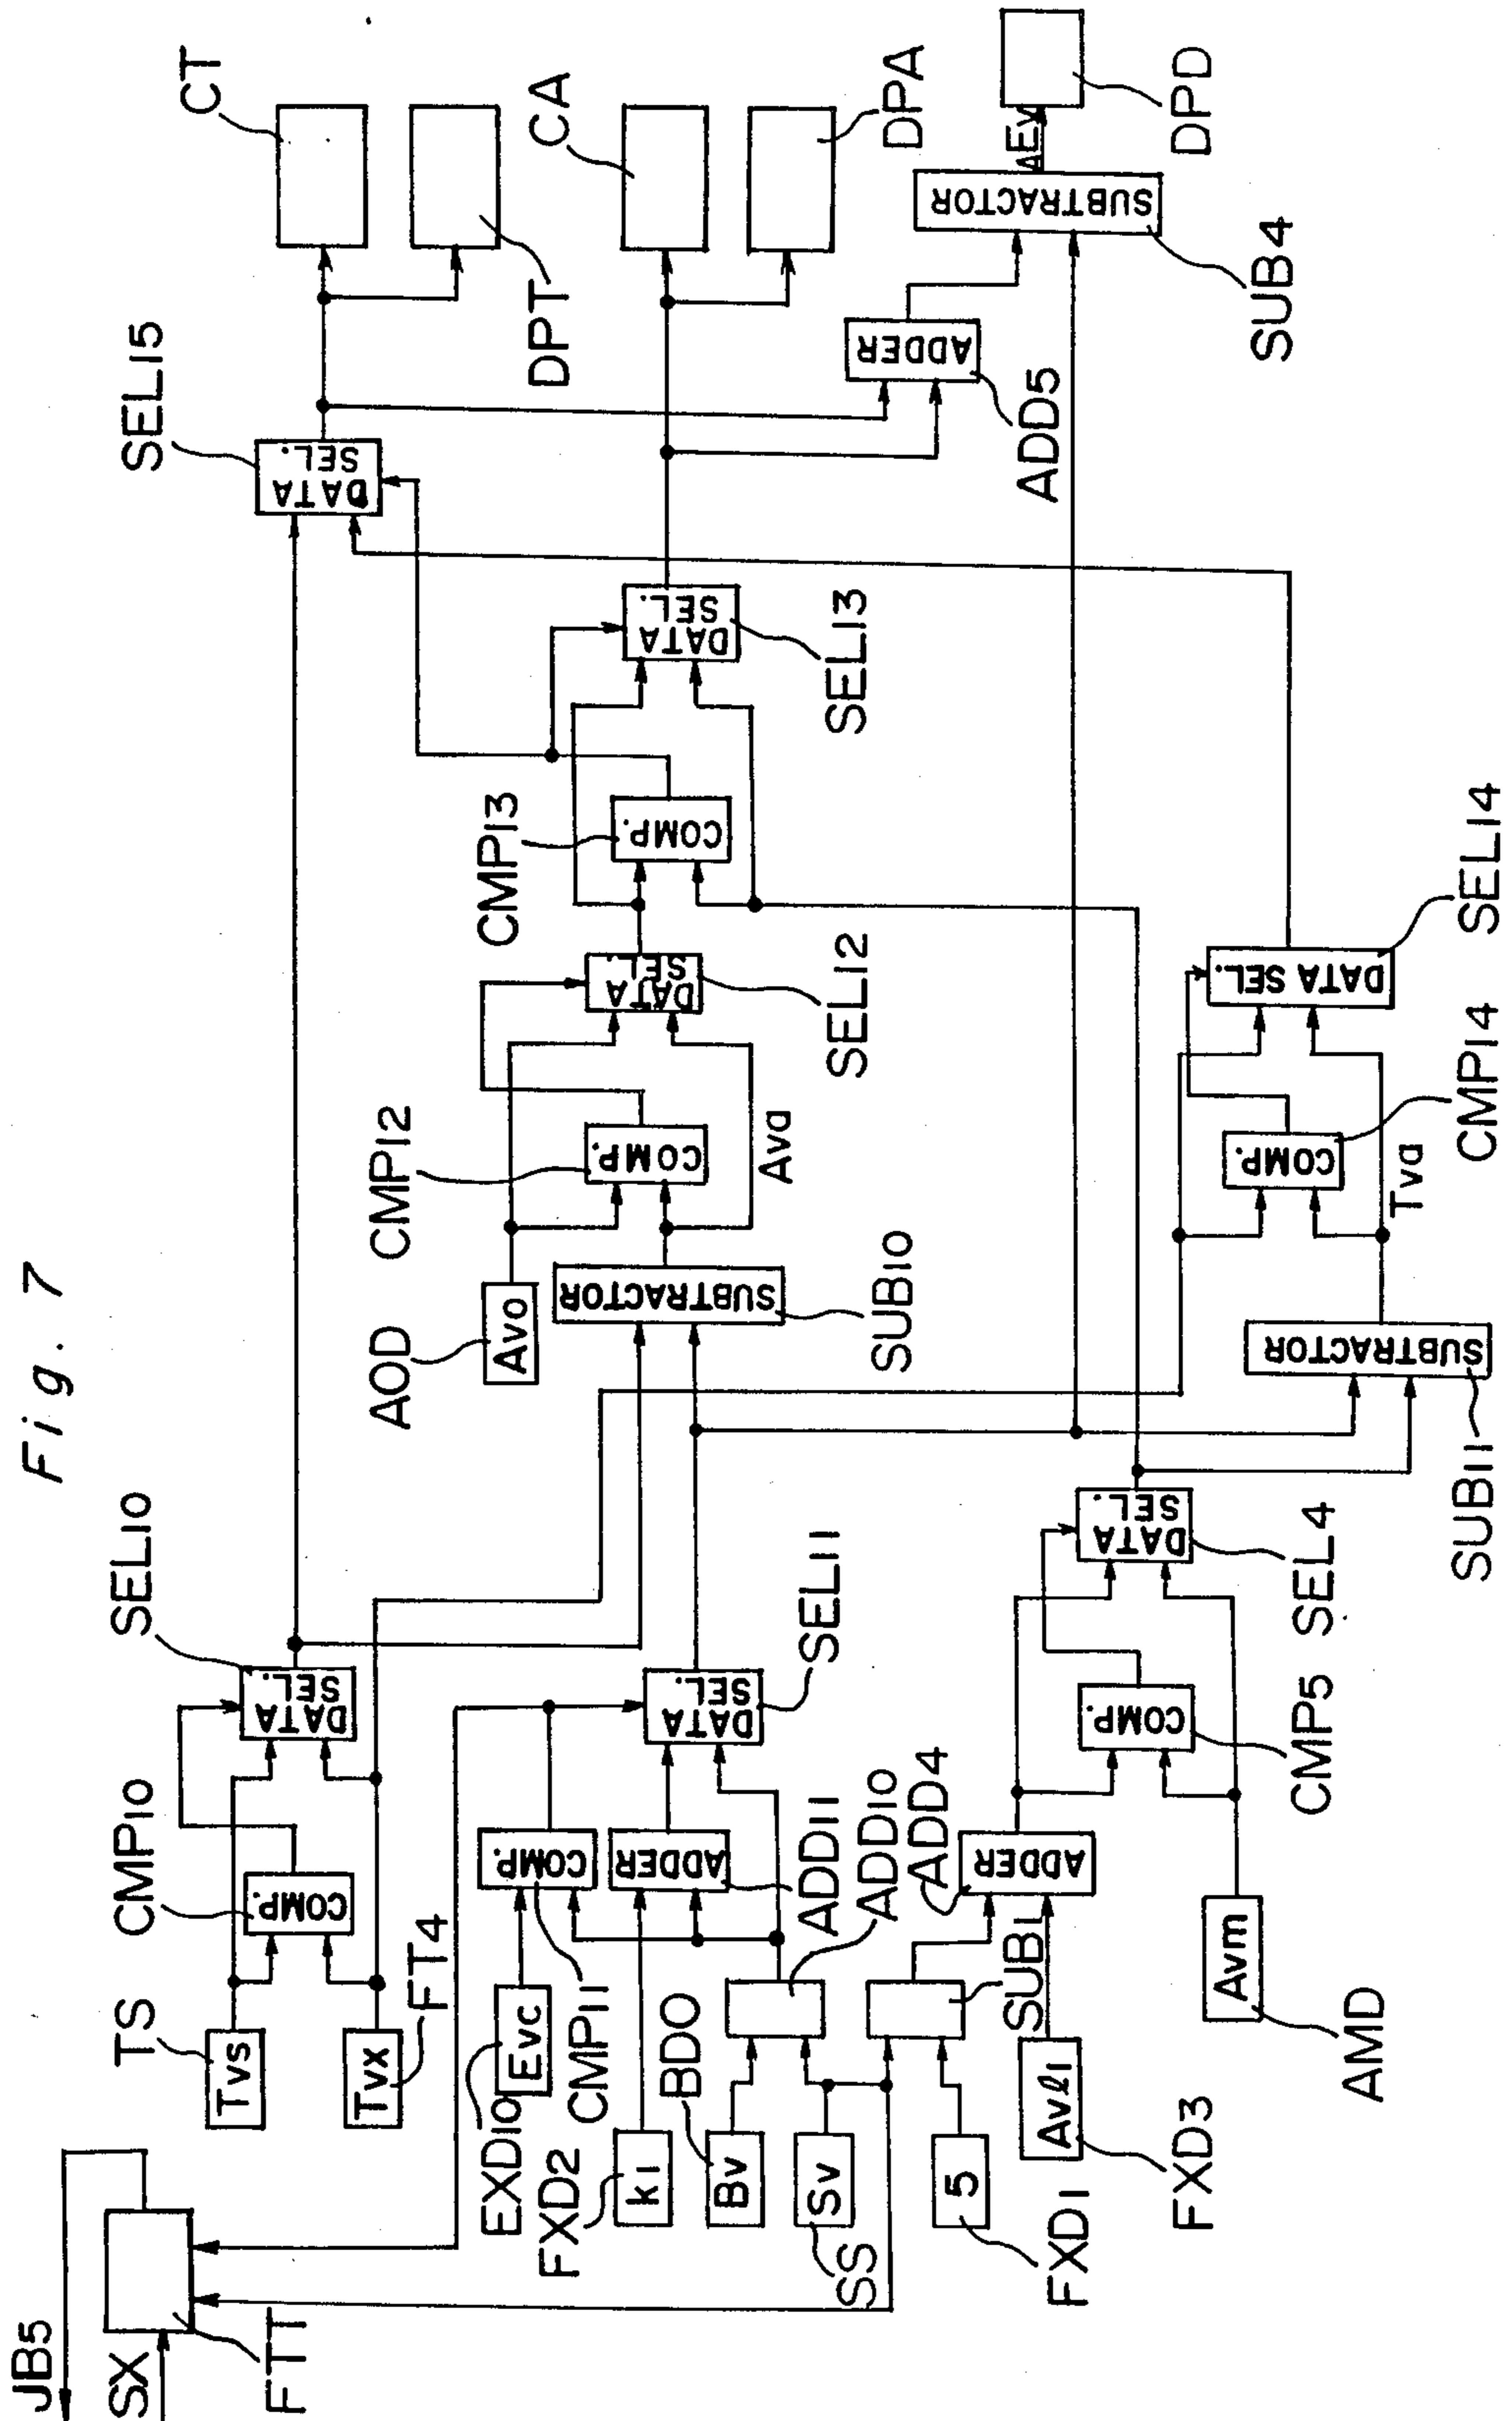 Fig. 7
JB5
SX
FTT
TS
Tvs
Tvx
FT4
CMP10
COMP.
SEL10
DATA SEL.
EXD10
Evc
CMP11
COMP.
FXD2
k1
ADDER
ADD11
SEL11
DATA SEL.
BDO
Bv
ADD10
SS
Sv
5
FXD1
SUB1
Avl1
FXD3
ADD4
ADDER
Avm
AMD
CMP5
COMP.
SEL4
DATA SEL.
AOD
Avo
SUBTRACTOR
SUB10
CMP12
COMP.
Ava
SEL12
DATA SEL.
CMP13
COMP.
SEL13
DATA SEL.
SUBTRACTOR
SUB11
Tva
COMP.
CMP14
DATA SEL.
SEL14
SEL15
DATA SEL.
CT
DPT
CA
DPA
ADDER
ADD5
SUBTRACTOR
SUB4
ΔEv
DPD